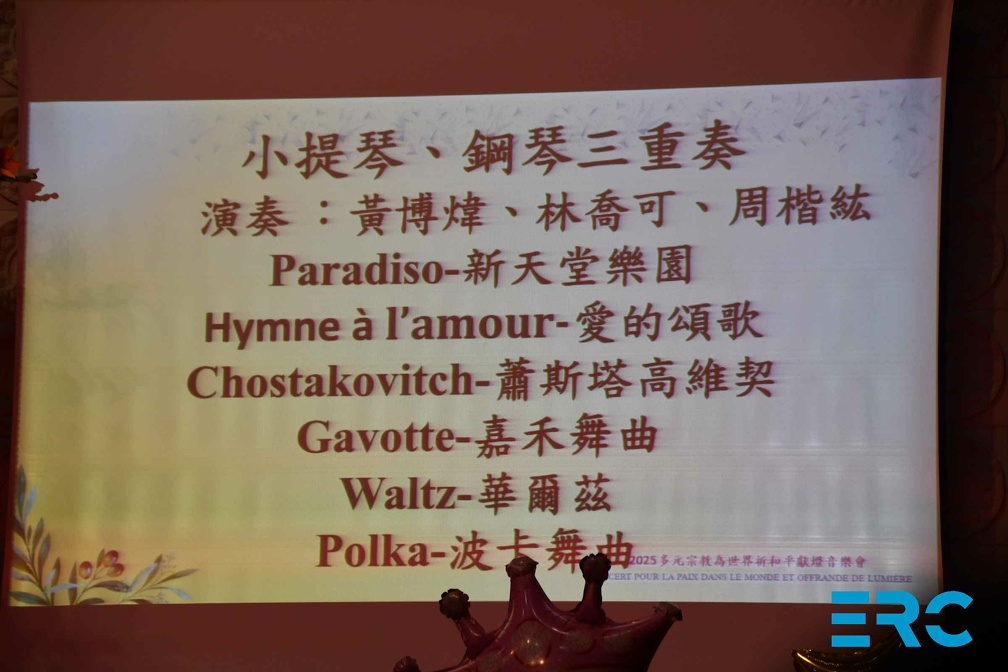 小提琴、鋼琴三重奏
演奏：黃博煒、林喬可、周楷紘
Paradiso-新天堂樂園
Hymne à l’amour-愛的頌歌
Chostakovitch-蕭斯塔高維契
Gavotte-嘉禾舞曲
Waltz-華爾茲
Polka-波卡舞曲
2025多元宗教為世界祈和平獻燈音樂會
CERT POUR LA PAIX DANS LE MONDE ET OFFRANDE DE LUMIÈRE
ERC